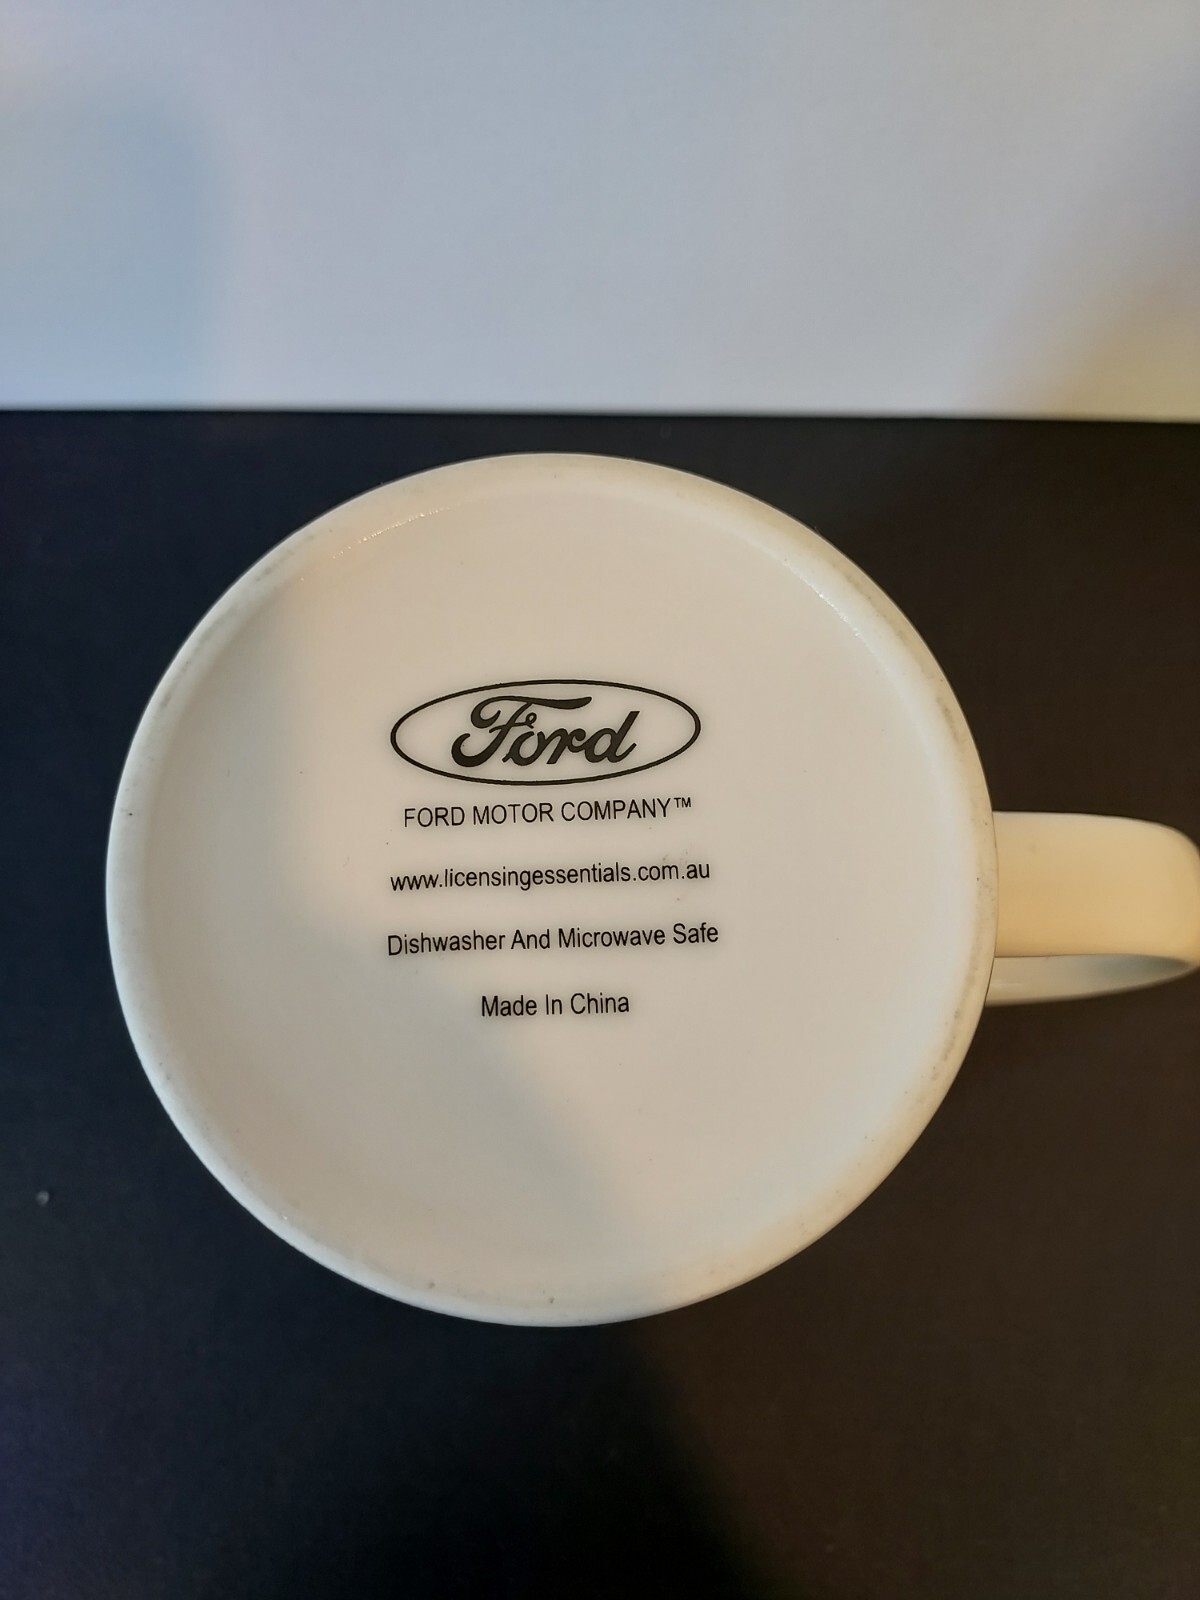 Ford
FORD MOTOR COMPANY™
www.licensingessentials.com.au
Dishwasher And Microwave Safe
Made In China